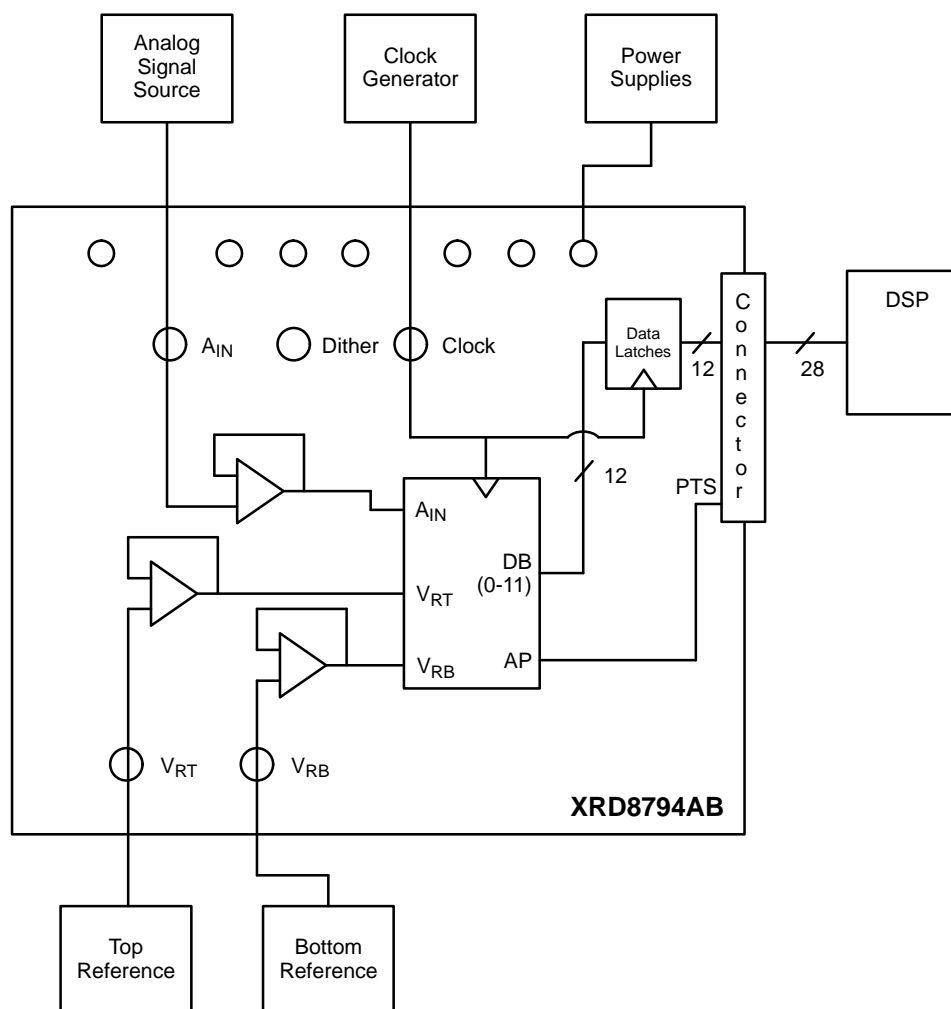 Analog
Signal
Source
Clock
Generator
Power
Supplies
AIN
Dither
Clock
Data
Latches
12
Connector
28
DSP
12
PTS
AIN
DB
(0-11)
VRT
VRB
AP
VRT
VRB
XRD8794AB
Top
Reference
Bottom
Reference